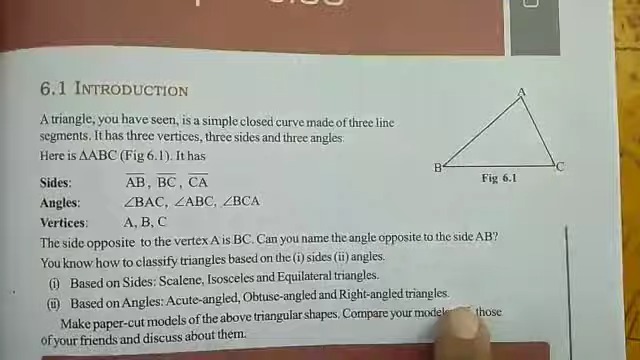 6.1 INTRODUCTION
A triangle, you have seen, is a simple closed curve made of three line
segments. It has three vertices, three sides and three angles.
Here is ΔABC (Fig 6.1). It has
Sides: AB, BC, CA
Angles: ∠BAC, ∠ABC, ∠BCA
Vertices: A, B, C
The side opposite to the vertex A is BC. Can you name the angle opposite to the side AB?
You know how to classify triangles based on the (i) sides (ii) angles.
(i) Based on Sides: Scalene, Isosceles and Equilateral triangles.
(ii) Based on Angles: Acute-angled, Obtuse-angled and Right-angled triangles.
Make paper-cut models of the above triangular shapes. Compare your those
of your friends and discuss about them.
A
B
C
Fig 6.1